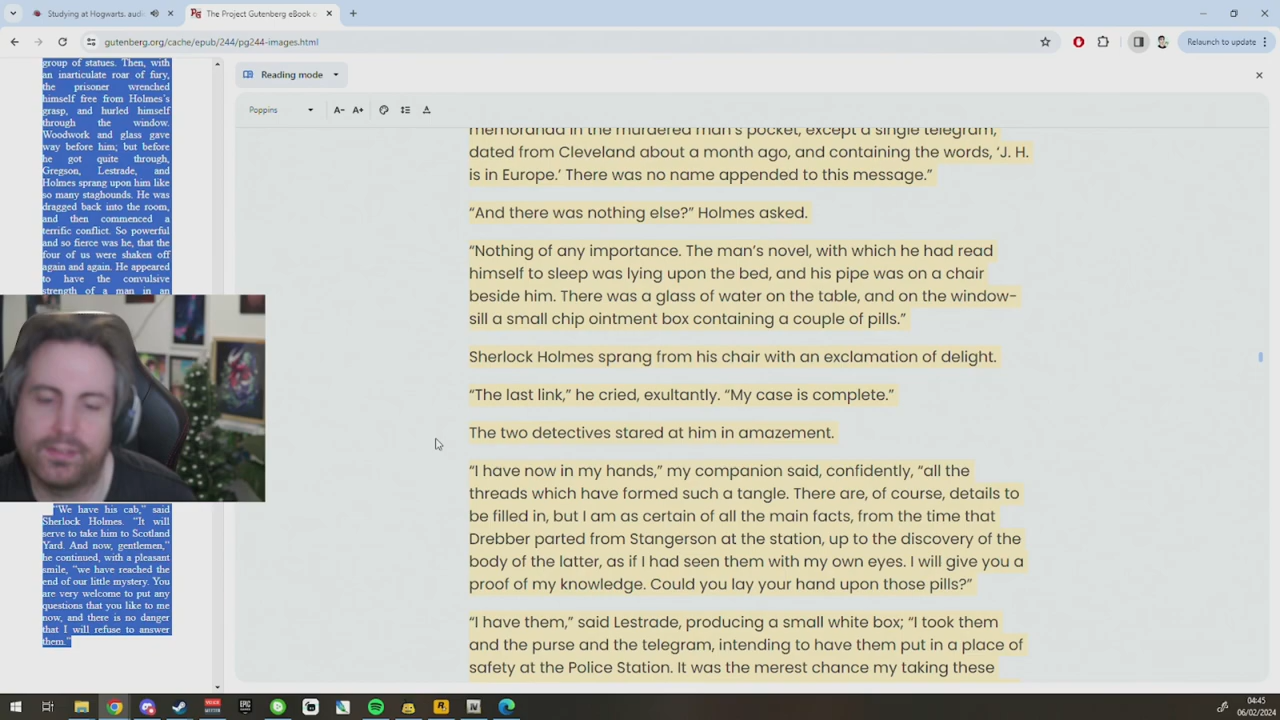 Studying at Hogwarts. audi
The Project Gutenberg eBook o
gutenberg.org/cache/epub/244/pg244-images.html
Relaunch to update
group of statues. Then, with
an inarticulate roar of fury,
the prisoner wrenched
himself free from Holmes's
grasp, and hurled himself
through the window.
Woodwork and glass gave
way before him; but before
he got quite through,
Gregson, Lestrade, and
Holmes sprang upon him like
so many staghounds. He was
dragged back into the room,
and then commenced a
terrific conflict. So powerful
and so fierce was he, that the
four of us were shaken off
again and again. He appeared
to have the convulsive
strength of a man in an
“We have his cab,” said
Sherlock Holmes. “It will
serve to take him to Scotland
Yard. And now, gentlemen,”
he continued, with a pleasant
smile, “we have reached the
end of our little mystery. You
are very welcome to put any
questions that you like to me
now, and there is no danger
that I will refuse to answer
them.”
Reading mode
Poppins
A- A+
memoranda in the murdered man’s pocket, except a single telegram,
dated from Cleveland about a month ago, and containing the words, ‘J. H.
is in Europe.’ There was no name appended to this message.”
“And there was nothing else?” Holmes asked.
“Nothing of any importance. The man’s novel, with which he had read
himself to sleep was lying upon the bed, and his pipe was on a chair
beside him. There was a glass of water on the table, and on the window-
sill a small chip ointment box containing a couple of pills.”
Sherlock Holmes sprang from his chair with an exclamation of delight.
“The last link,” he cried, exultantly. “My case is complete.”
The two detectives stared at him in amazement.
“I have now in my hands,” my companion said, confidently, “all the
threads which have formed such a tangle. There are, of course, details to
be filled in, but I am as certain of all the main facts, from the time that
Drebber parted from Stangerson at the station, up to the discovery of the
body of the latter, as if I had seen them with my own eyes. I will give you a
proof of my knowledge. Could you lay your hand upon those pills?”
“I have them,” said Lestrade, producing a small white box; “I took them
and the purse and the telegram, intending to have them put in a place of
safety at the Police Station. It was the merest chance my taking these
EPIC
04:45
06/02/2024